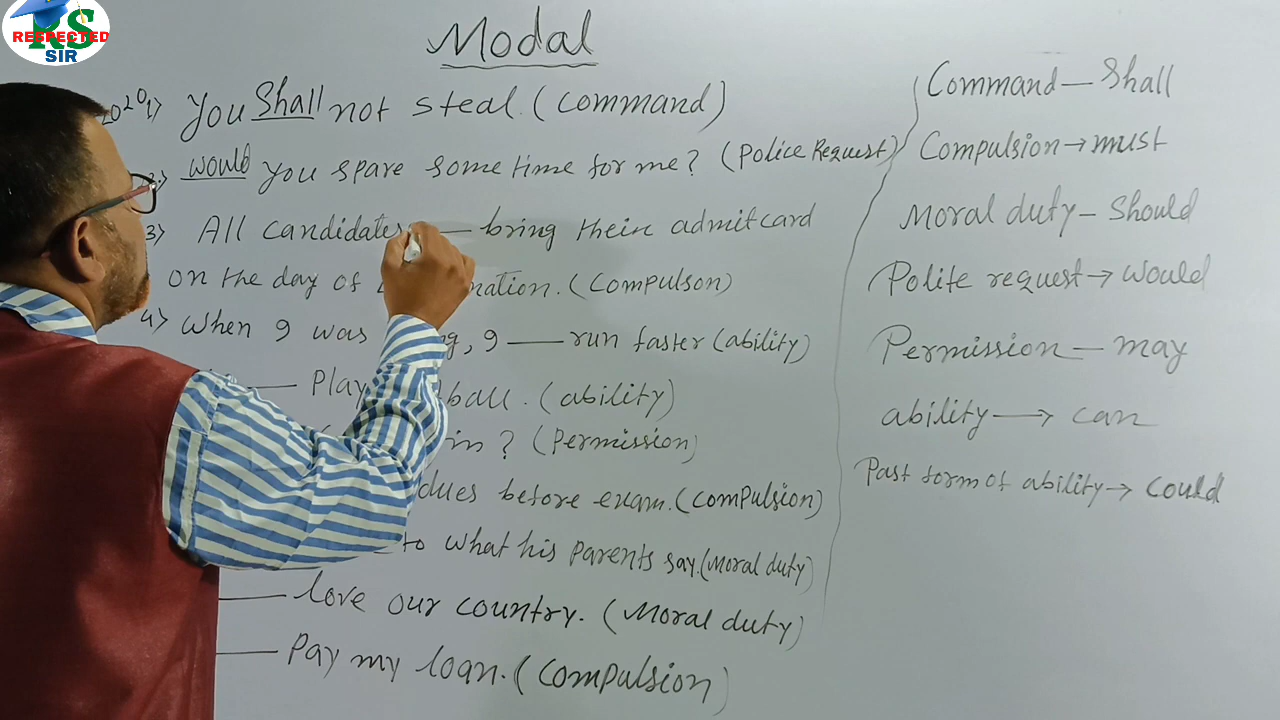 RS
RESPECTED
SIR
Modal
2020 1) You Shall not steal. (Command)
2.) would you spare some time for me? (Police Request)
3) All candidates — bring their admit card
on the day of nation. (Compulson)
4) When I was , I — run faster (ability)
— Play ball. (ability)
in? (Permission)
dues before exam. (Compulsion)
to what his parents say. (Moral duty)
— love our country. (Moral duty)
— Pay my loan. (Compulsion)
Command — Shall
Compulsion → must
Moral duty - Should
Polite request → would
Permission — may
ability → can
Past form of ability → could